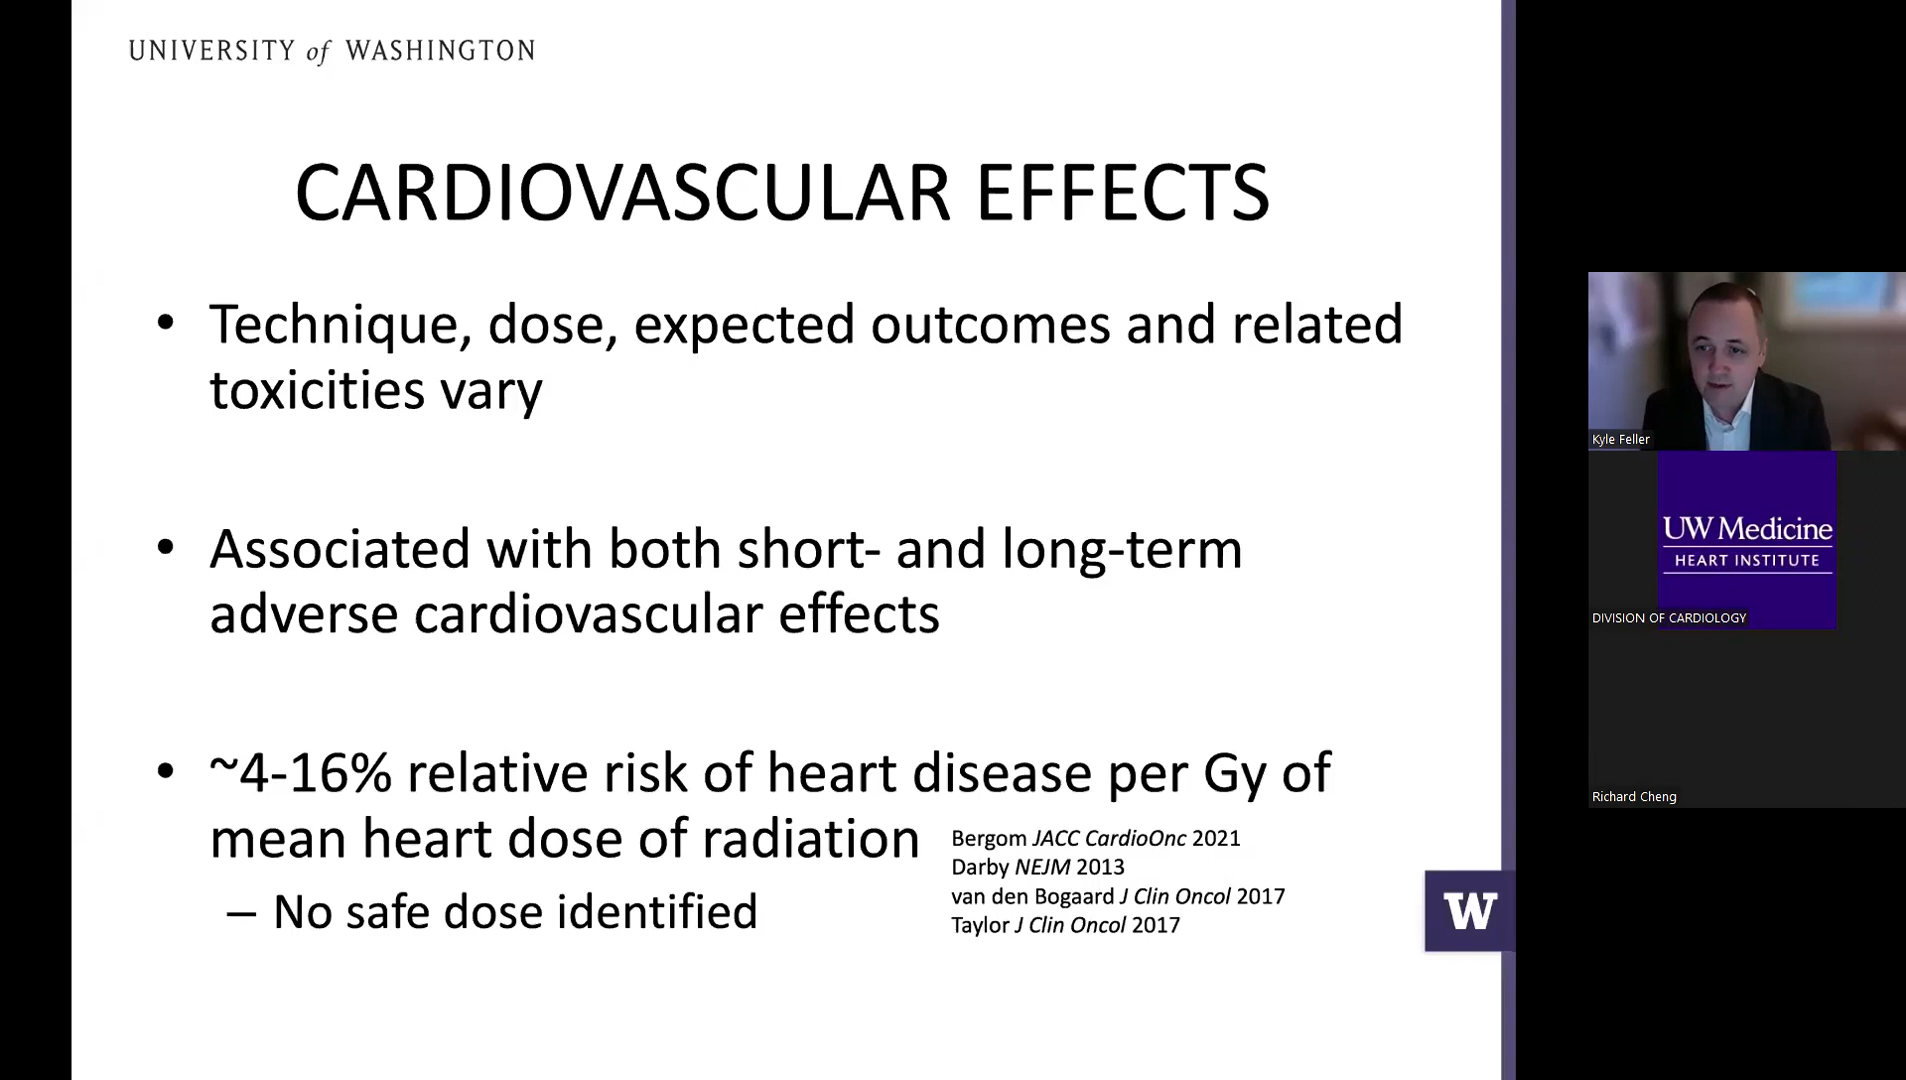 UNIVERSITY of WASHINGTON
CARDIOVASCULAR EFFECTS
• Technique, dose, expected outcomes and related
toxicities vary
• Associated with both short- and long-term
adverse cardiovascular effects
• ~4-16% relative risk of heart disease per Gy of
mean heart dose of radiation
– No safe dose identified
Bergom JACC CardioOnc 2021
Darby NEJM 2013
van den Bogaard J Clin Oncol 2017
Taylor J Clin Oncol 2017
W
Kyle Feller
UW Medicine
HEART INSTITUTE
DIVISION OF CARDIOLOGY
Richard Cheng